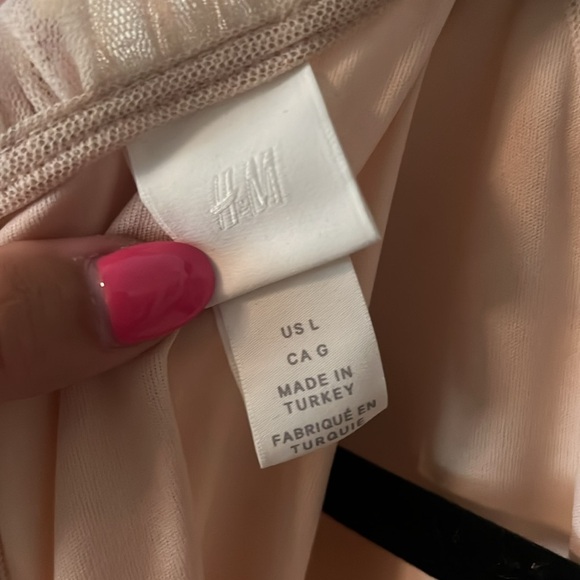 H&M
US L
CA G
MADE IN
TURKEY
FABRIQUÉ EN
TURQUIE